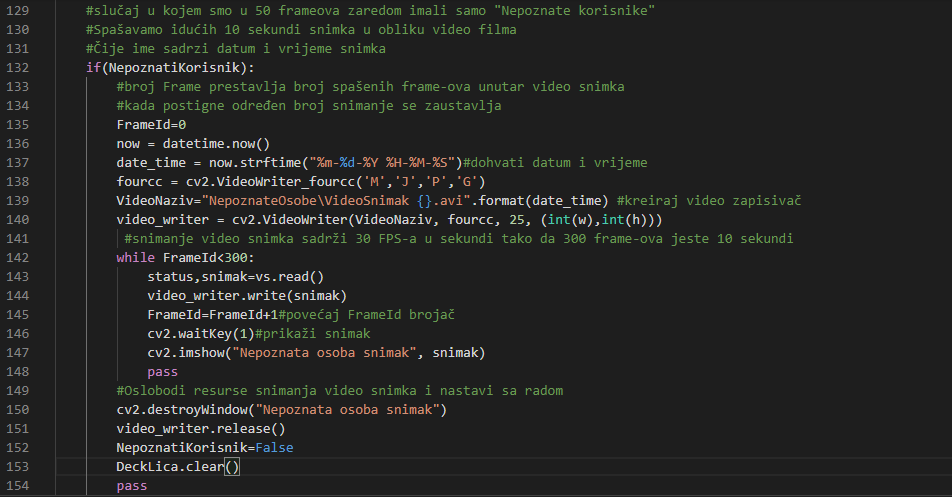 129 #slučaj u kojem smo u 50 frameova zaredom imali samo "Nepoznate korisnike"
130 #Spašavamo idućih 10 sekundi snimka u obliku video filma
131 #Čije ime sadrzi datum i vrijeme snimka
132 if(NepoznatiKorisnik):
133 #broj Frame prestavlja broj spašenih frame-ova unutar video snimka
134 #kada postigne određen broj snimanje se zaustavlja
135 FrameId=0
136 now = datetime.now()
137 date_time = now.strftime("%m-%d-%Y %H-%M-%S")#dohvati datum i vrijeme
138 fourcc = cv2.VideoWriter_fourcc('M','J','P','G')
139 VideoNaziv="NepoznateOsobe\VideoSnimak {}.avi".format(date_time) #kreiraj video zapisivač
140 video_writer = cv2.VideoWriter(VideoNaziv, fourcc, 25, (int(w),int(h)))
141 #snimanje video snimka sadrži 30 FPS-a u sekundi tako da 300 frame-ova jeste 10 sekundi
142 while FrameId<300:
143 status,snimak=vs.read()
144 video_writer.write(snimak)
145 FrameId=FrameId+1#povećaj FrameId brojač
146 cv2.waitKey(1)#prikaži snimak
147 cv2.imshow("Nepoznata osoba snimak", snimak)
148 pass
149 #Oslobodi resurse snimanja video snimka i nastavi sa radom
150 cv2.destroyWindow("Nepoznata osoba snimak")
151 video_writer.release()
152 NepoznatiKorisnik=False
153 DeckLica.clear()
154 pass